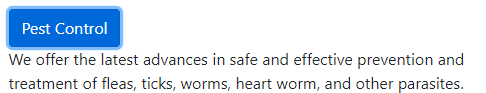 Pest Control
We offer the latest advances in safe and effective prevention and
treatment of fleas, ticks, worms, heart worm, and other parasites.